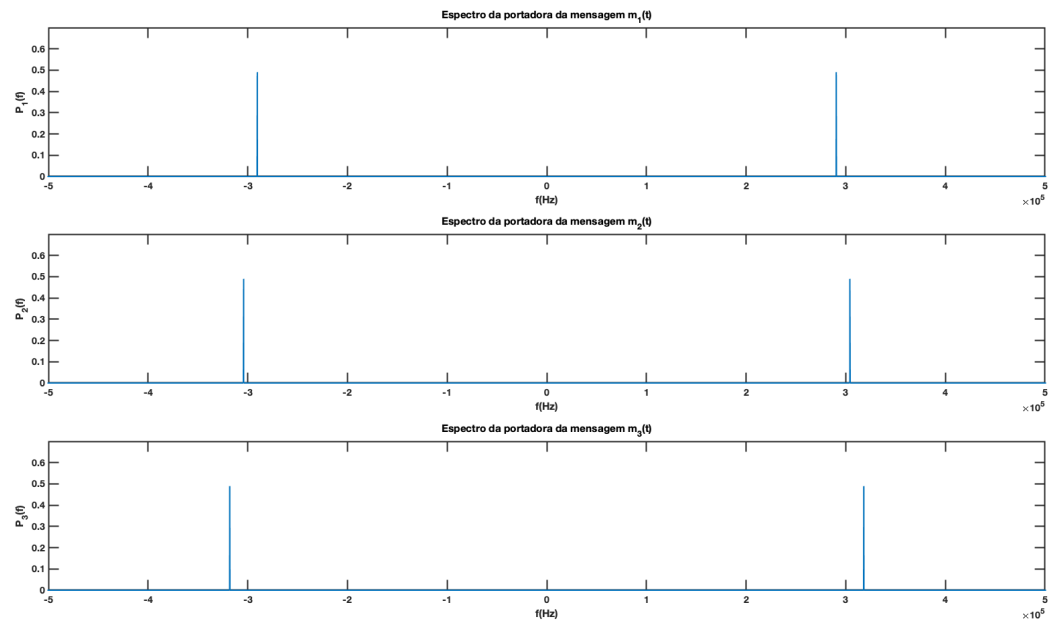 Espectro da portadora da mensagem m1(t)
0.6
0.5
0.4
0.3
0.2
0.1
0
P1(f)
-5 -4 -3 -2 -1 0 1 2 3 4 5
f(Hz)
×10^5
Espectro da portadora da mensagem m2(t)
0.6
0.5
0.4
0.3
0.2
0.1
0
P2(f)
-5 -4 -3 -2 -1 0 1 2 3 4 5
f(Hz)
×10^5
Espectro da portadora da mensagem m3(t)
0.6
0.5
0.4
0.3
0.2
0.1
0
P3(f)
-5 -4 -3 -2 -1 0 1 2 3 4 5
f(Hz)
×10^5